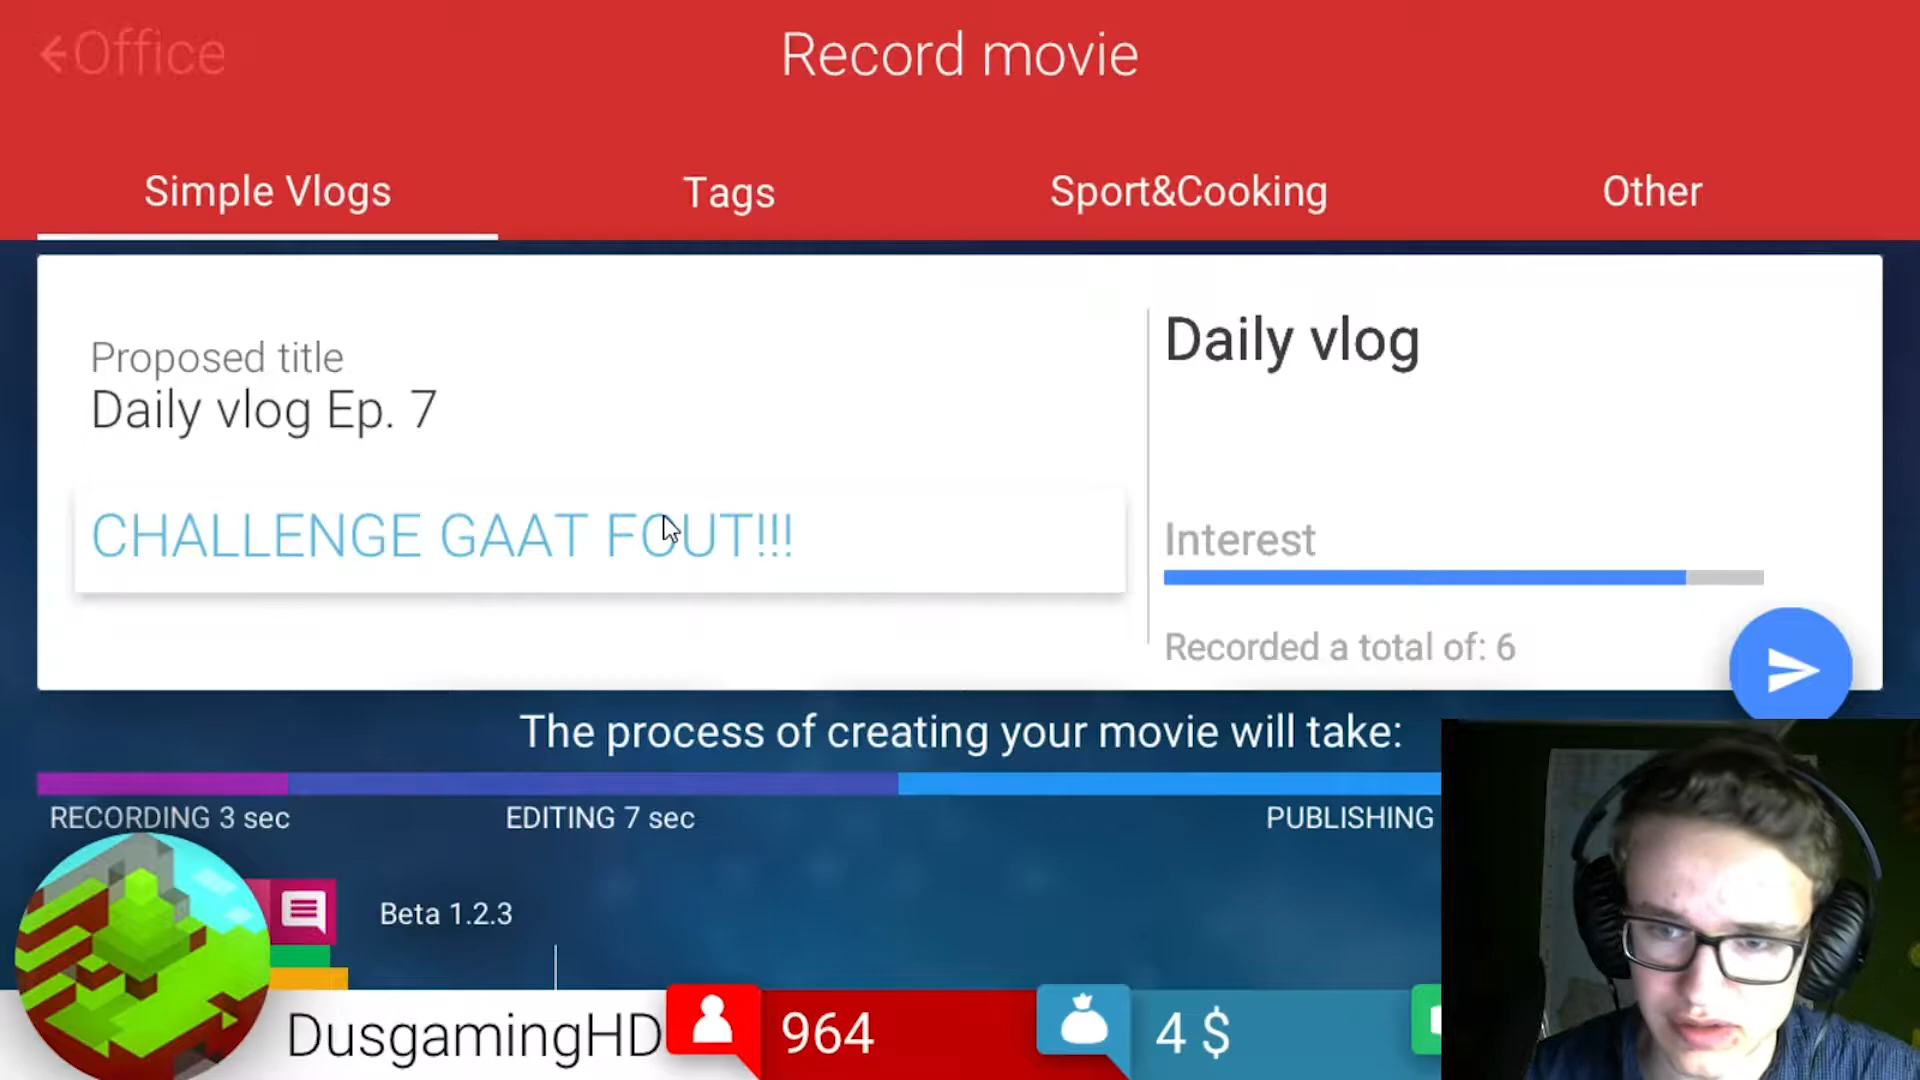 Office
Record movie
Simple Vlogs
Tags
Sport&Cooking
Other
Proposed title
Daily vlog Ep. 7
CHALLENGE GAAT FOUT!!!
Daily vlog
Interest
Recorded a total of: 6
The process of creating your movie will take:
RECORDING 3 sec
EDITING 7 sec
PUBLISHING
Beta 1.2.3
DusgamingHD
964
4 $